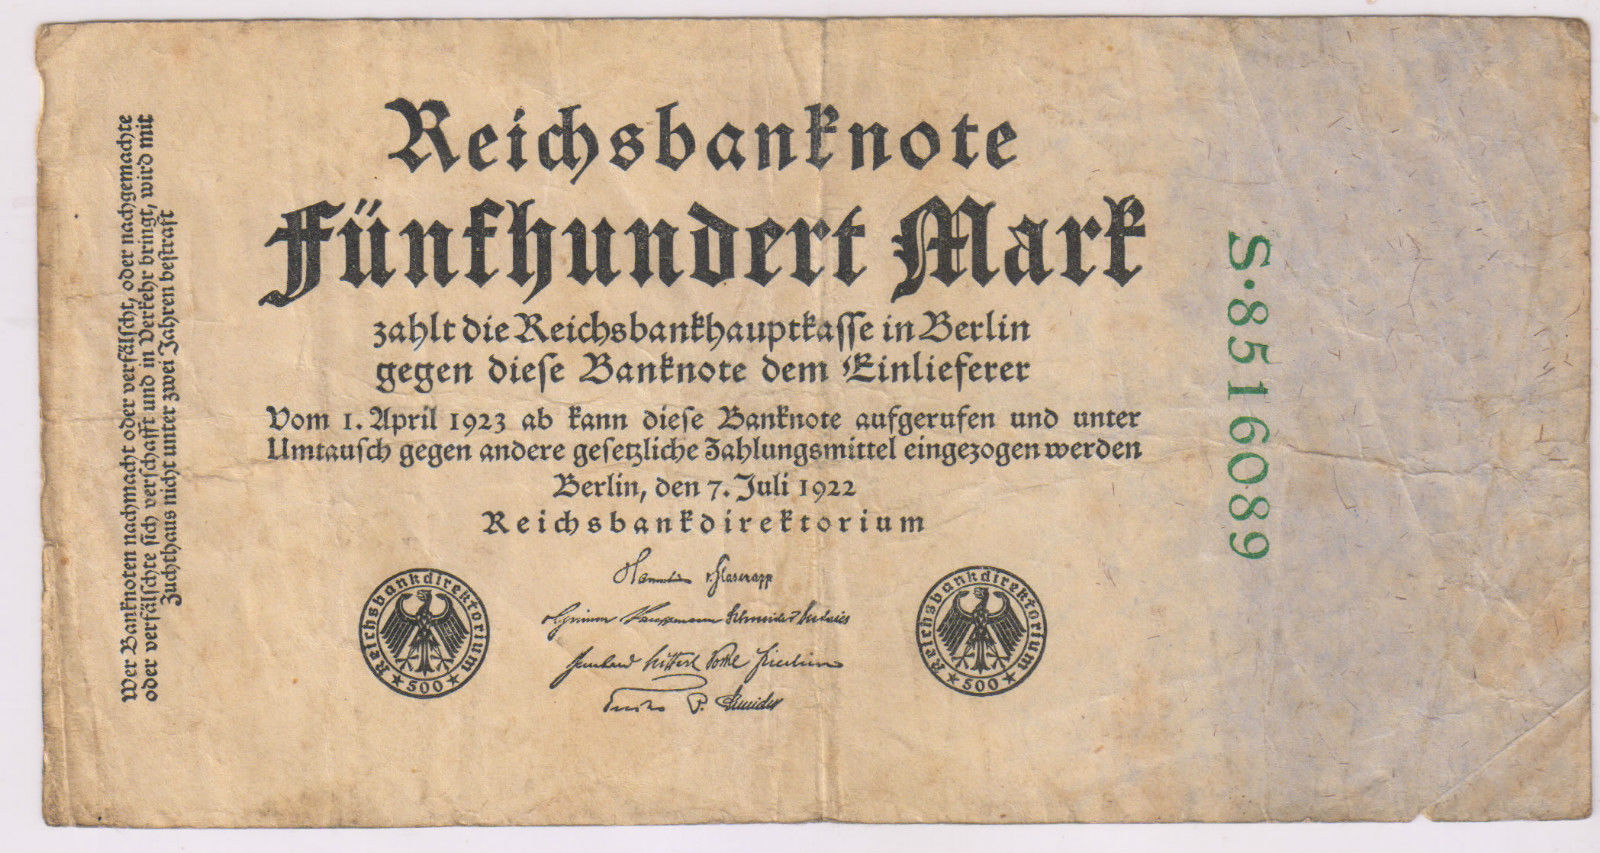 Reichsbanknote
Fünfhundert Mark
zahlt die Reichsbankhauptkasse in Berlin
gegen diese Banknote dem Einlieferer
Vom 1. April 1923 ab kann diese Banknote aufgerufen und unter
Umtausch gegen andere gesetzliche Zahlungsmittel eingezogen werden
Berlin, den 7. Juli 1922
Reichsbankdirektorium
v. Glasenapp
Reichsbankdirektorium
★500★
Reichsbankdirektorium
★500★
Wer Banknoten nachmacht oder verfälscht, oder nachgemachte
oder verfälschte sich verschafft und in Verkehr bringt, wird mit
Zuchthaus nicht unter zwei Jahren bestraft
S·8516089